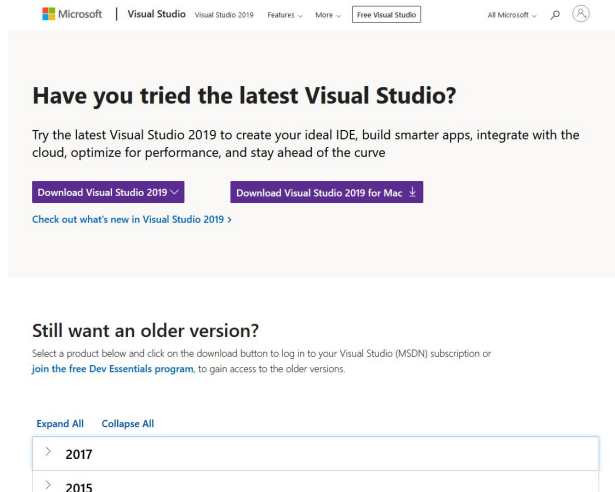 Microsoft Visual Studio Visual Studio 2019 Features More Free Visual Studio All Microsoft
Have you tried the latest Visual Studio?
Try the latest Visual Studio 2019 to create your ideal IDE, build smarter apps, integrate with the
cloud, optimize for performance, and stay ahead of the curve
Download Visual Studio 2019 Download Visual Studio 2019 for Mac
Check out what's new in Visual Studio 2019 >
Still want an older version?
Select a product below and click on the download button to log in to your Visual Studio (MSDN) subscription or
join the free Dev Essentials program, to gain access to the older versions.
Expand All Collapse All
2017
2015